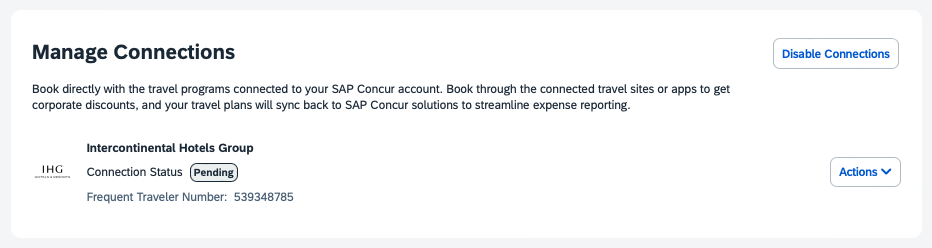 Manage Connections
Disable Connections
Book directly with the travel programs connected to your SAP Concur account. Book through the connected travel sites or apps to get
corporate discounts, and your travel plans will sync back to SAP Concur solutions to streamline expense reporting.
Intercontinental Hotels Group
IHG
HOTELS & RESORTS
Connection Status Pending
Actions
Frequent Traveler Number: 539348785